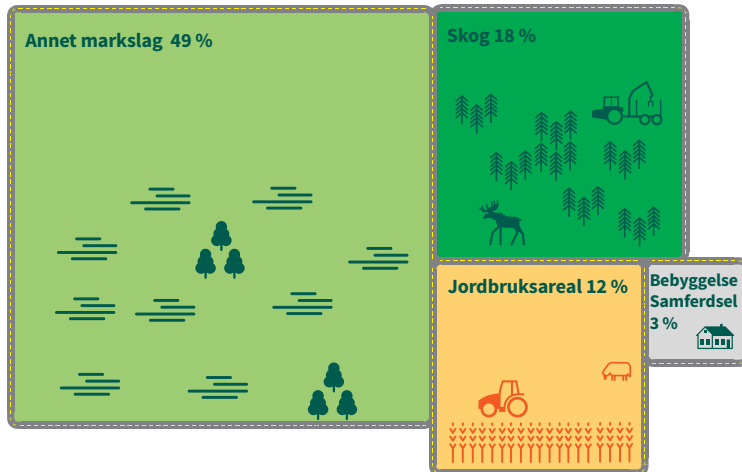 Annet markslag 49 %
Skog 18 %
Jordbruksareal 12 %
Bebyggelse
Samferdsel
3 %